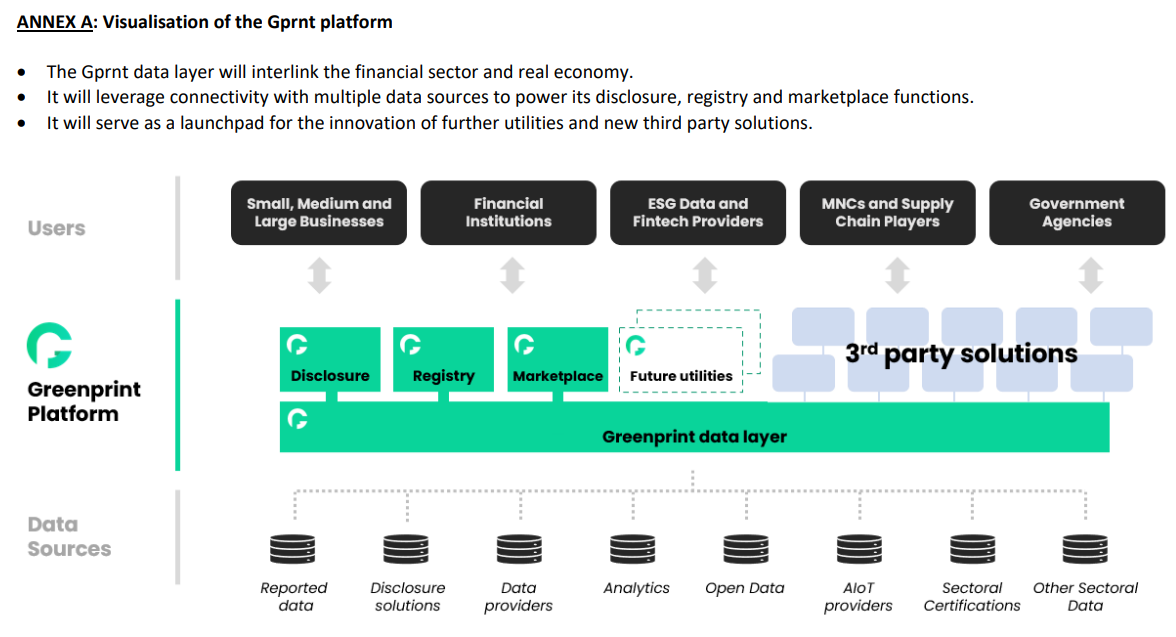 ANNEX A: Visualisation of the Gprnt platform
• The Gprnt data layer will interlink the financial sector and real economy.
• It will leverage connectivity with multiple data sources to power its disclosure, registry and marketplace functions.
• It will serve as a launchpad for the innovation of further utilities and new third party solutions.
Users
Small, Medium and
Large Businesses
Financial
Institutions
ESG Data and
Fintech Providers
MNCs and Supply
Chain Players
Government
Agencies
Greenprint
Platform
Disclosure
Registry
Marketplace
Future utilities
3rd party solutions
Greenprint data layer
Data
Sources
Reported
data
Disclosure
solutions
Data
providers
Analytics
Open Data
AIoT
providers
Sectoral
Certifications
Other Sectoral
Data